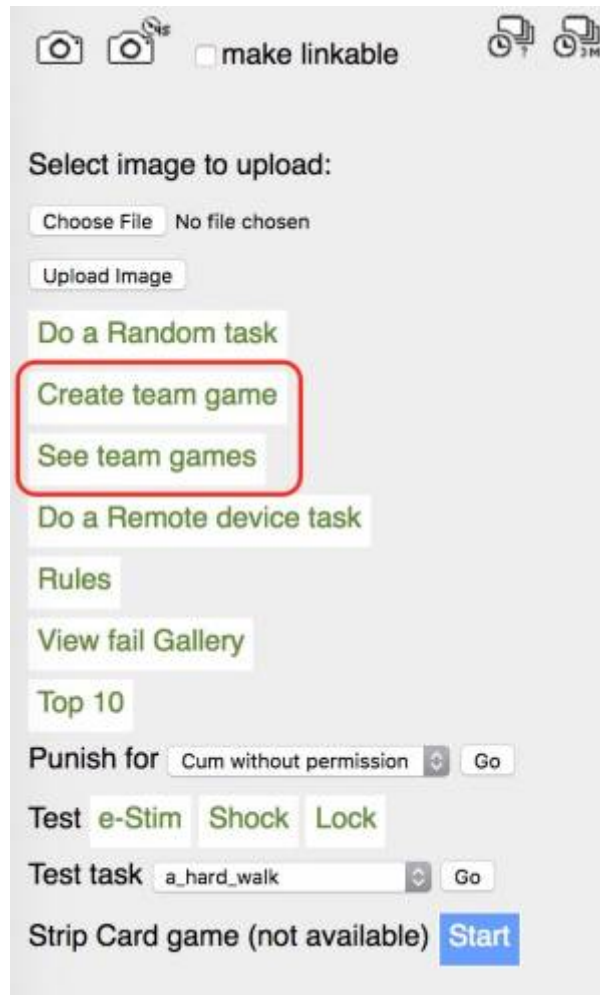 4s
make linkable
?
3M
Select image to upload:
Choose File No file chosen
Upload Image
Do a Random task
Create team game
See team games
Do a Remote device task
Rules
View fail Gallery
Top 10
Punish for Cum without permission Go
Test e-Stim Shock Lock
Test task a_hard_walk Go
Strip Card game (not available) Start